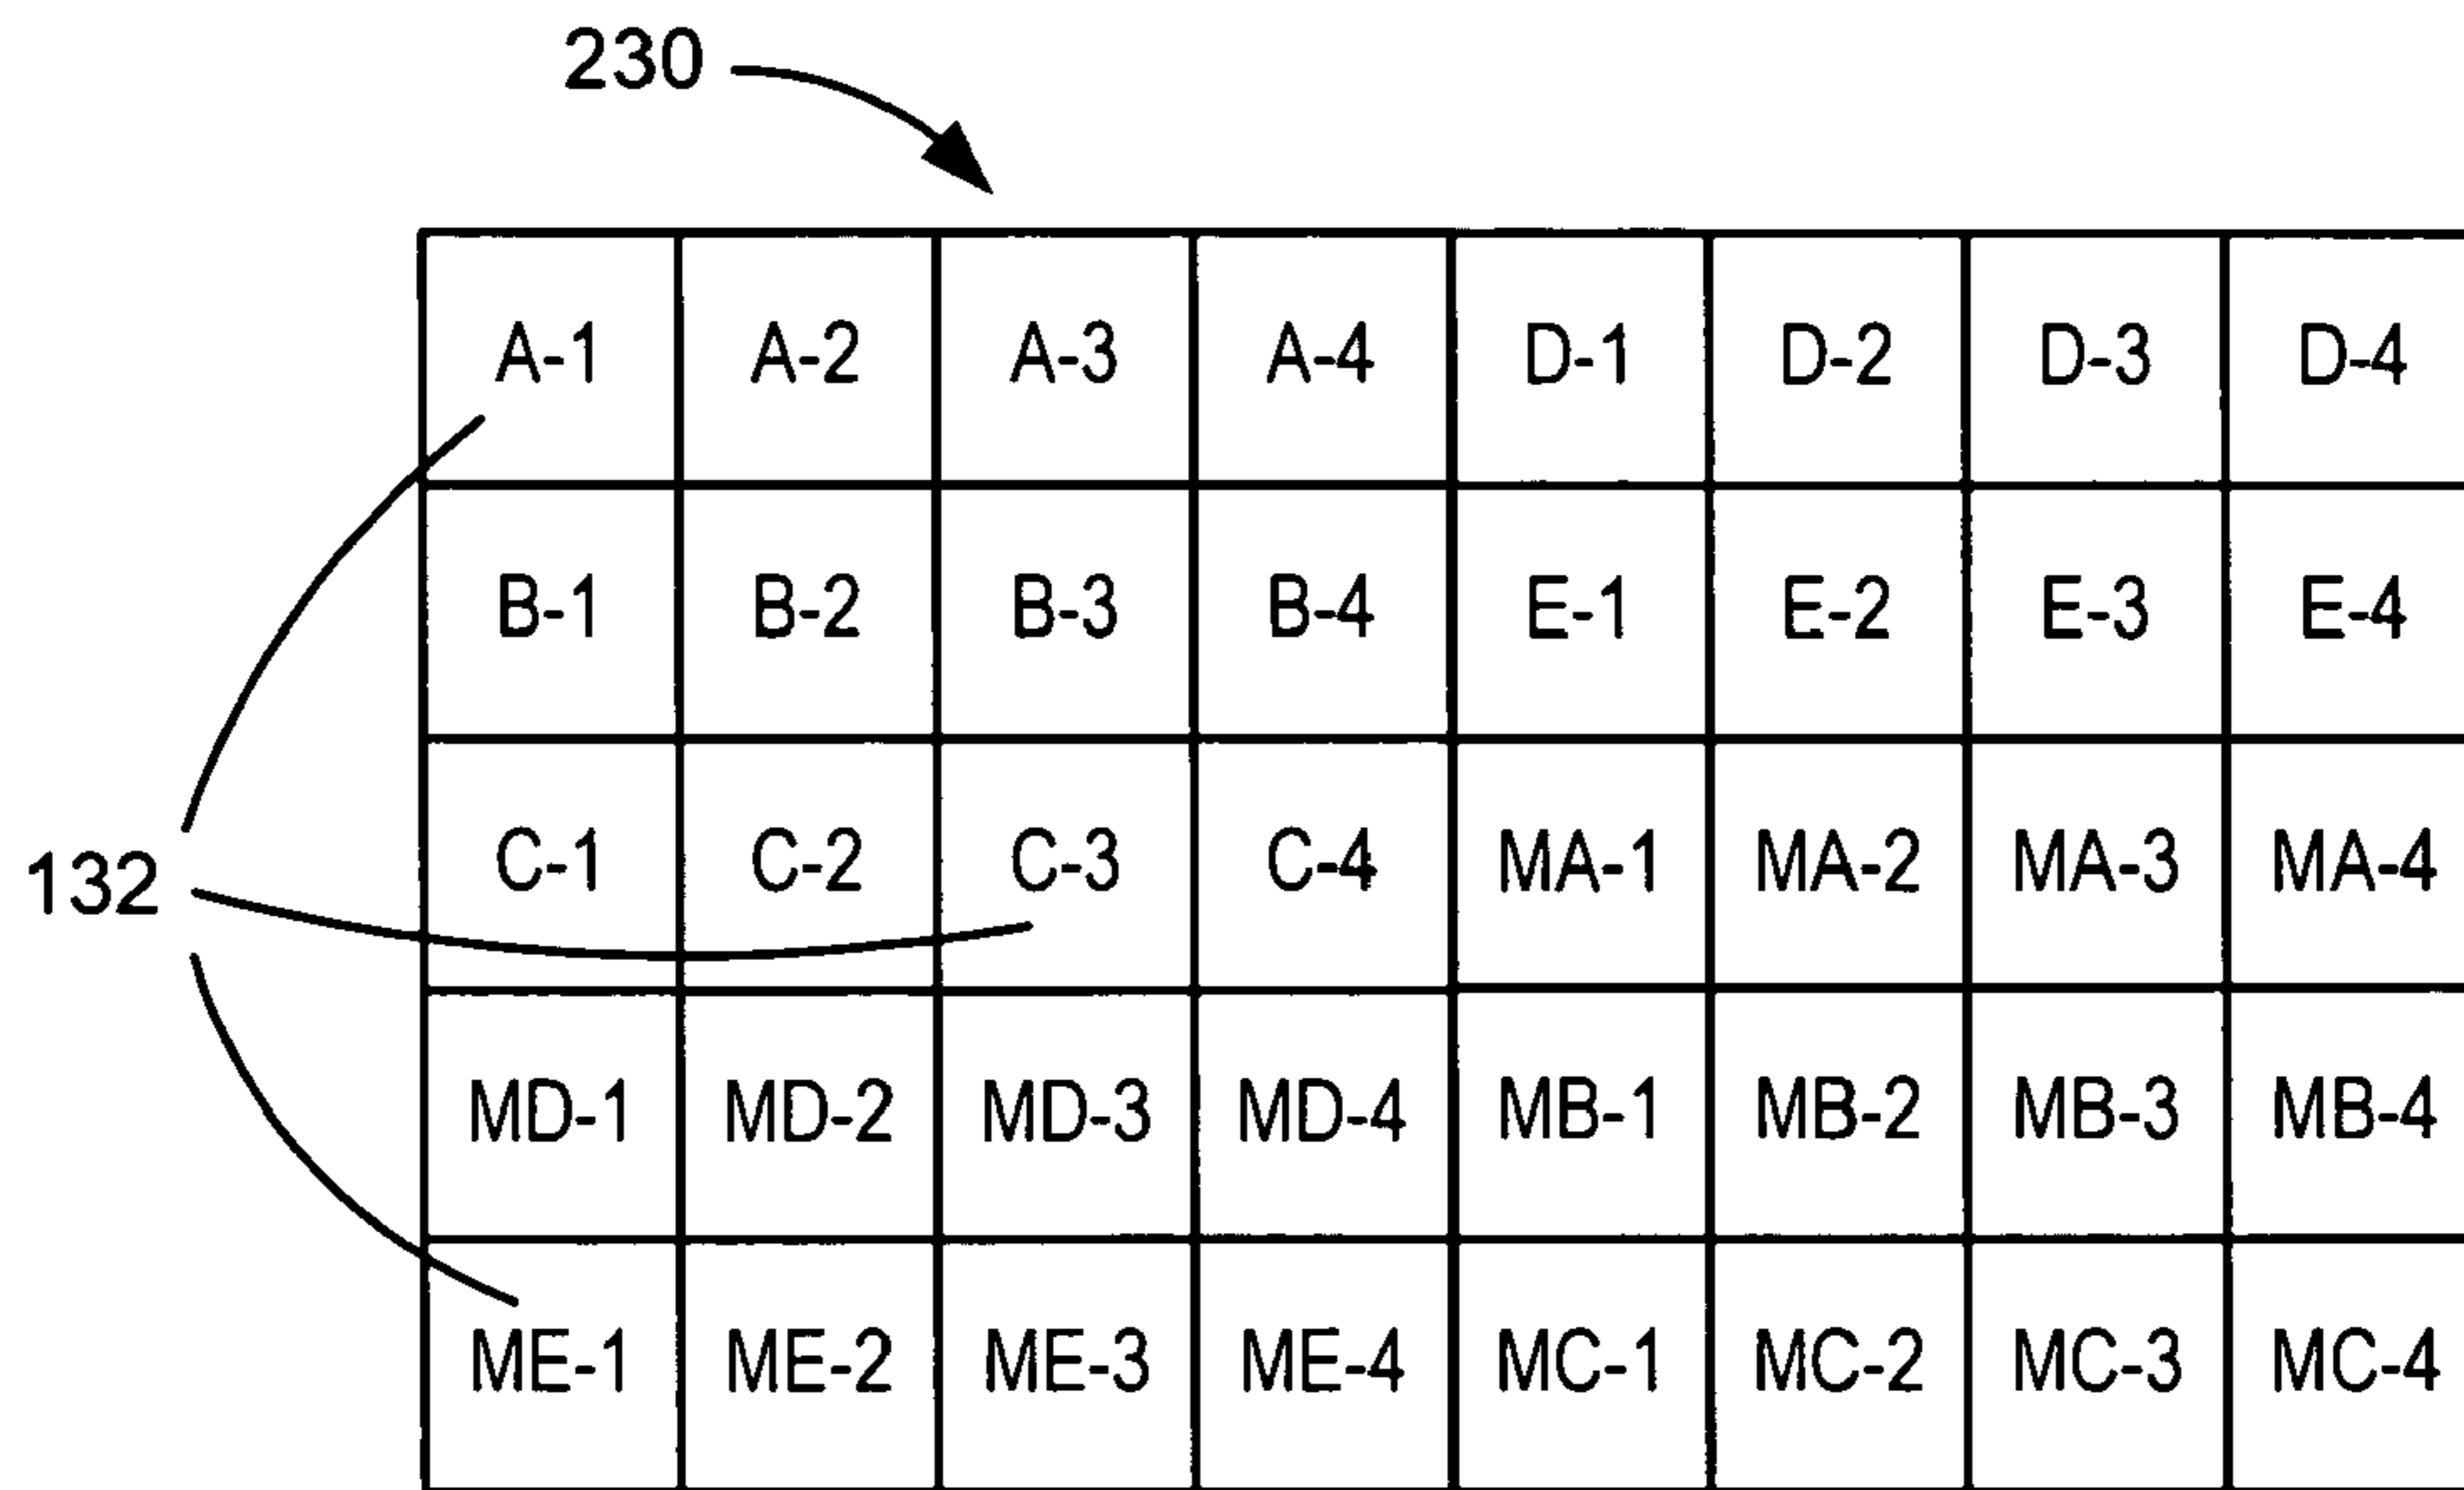 230
A-1 A-2 A-3 A-4 D-1 D-2 D-3 D-4
B-1 B-2 B-3 B-4 E-1 E-2 E-3 E-4
C-1 C-2 C-3 C-4 MA-1 MA-2 MA-3 MA-4
132
MD-1 MD-2 MD-3 MD-4 MB-1 MB-2 MB-3 MB-4
ME-1 ME-2 ME-3 ME-4 MC-1 MC-2 MC-3 MC-4